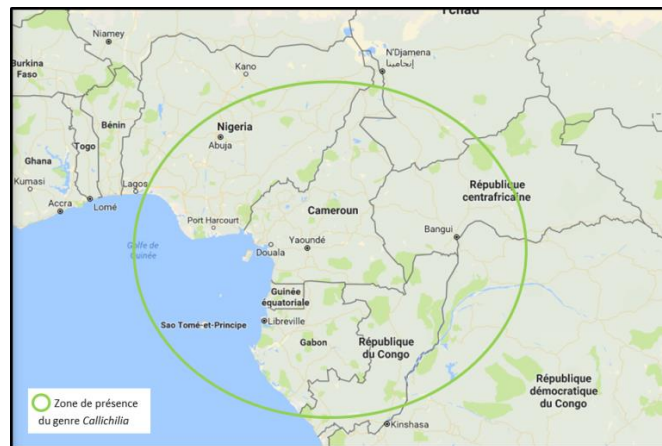 Tchad
Niamey
N'Djamena
إنجامينا
Burkina
Faso
Kano
Bénin
Nigeria
Togo
Abuja
Ghana
Kumasi
Lagos
Accra
Lomé
République
centrafricaine
Cameroun
Port Harcourt
Bangui
Golfe de
Guinée
Douala
Yaoundé
Guinée
équatoriale
Libreville
Sao Tomé-et-Principe
Gabon
République
du Congo
République
démocratique
du Congo
Kinshasa
Zone de présence
du genre Callichilia